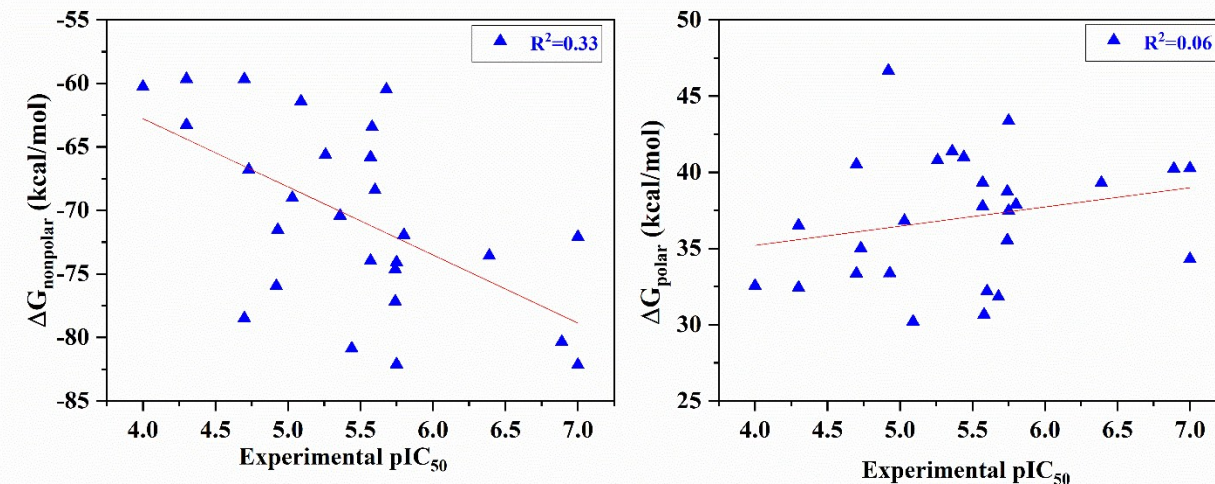 -55
-60
-65
-70
-75
-80
-85
ΔG_nonpolar (kcal/mol)
R²=0.33
4.0 4.5 5.0 5.5 6.0 6.5 7.0
Experimental pIC₅₀
50
45
40
35
30
25
ΔG_polar (kcal/mol)
R²=0.06
4.0 4.5 5.0 5.5 6.0 6.5 7.0
Experimental pIC₅₀